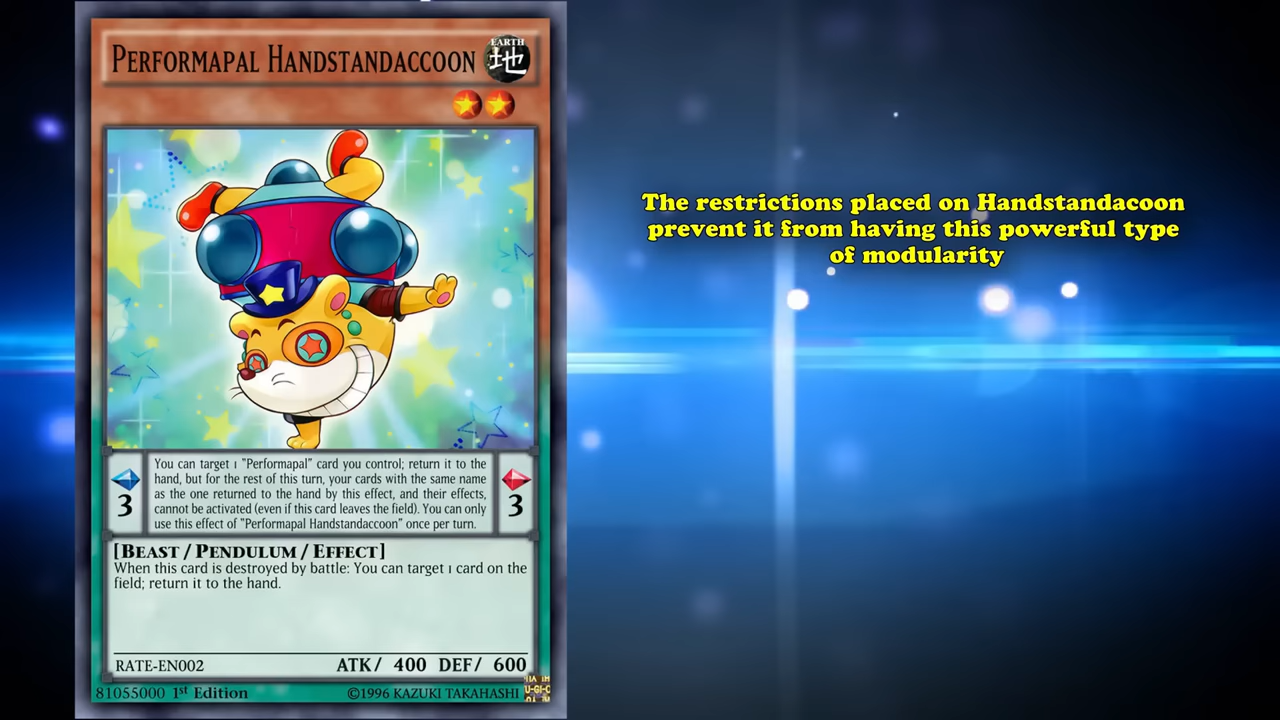 PERFORMAPAL HANDSTANDACCOON
EARTH
地
The restrictions placed on Handstandacoon
prevent it from having this powerful type
of modularity
You can target 1 "Performapal" card you control; return it to the
hand, but for the rest of this turn, your cards with the same name
as the one returned to the hand by this effect, and their effects,
cannot be activated (even if this card leaves the field). You can only
use this effect of "Performapal Handstandaccoon" once per turn.
3
3
[BEAST / PENDULUM / EFFECT]
When this card is destroyed by battle: You can target 1 card on the
field; return it to the hand.
RATE-EN002
ATK/ 400 DEF/ 600
81055000 1st Edition
©1996 KAZUKI TAKAHASHI